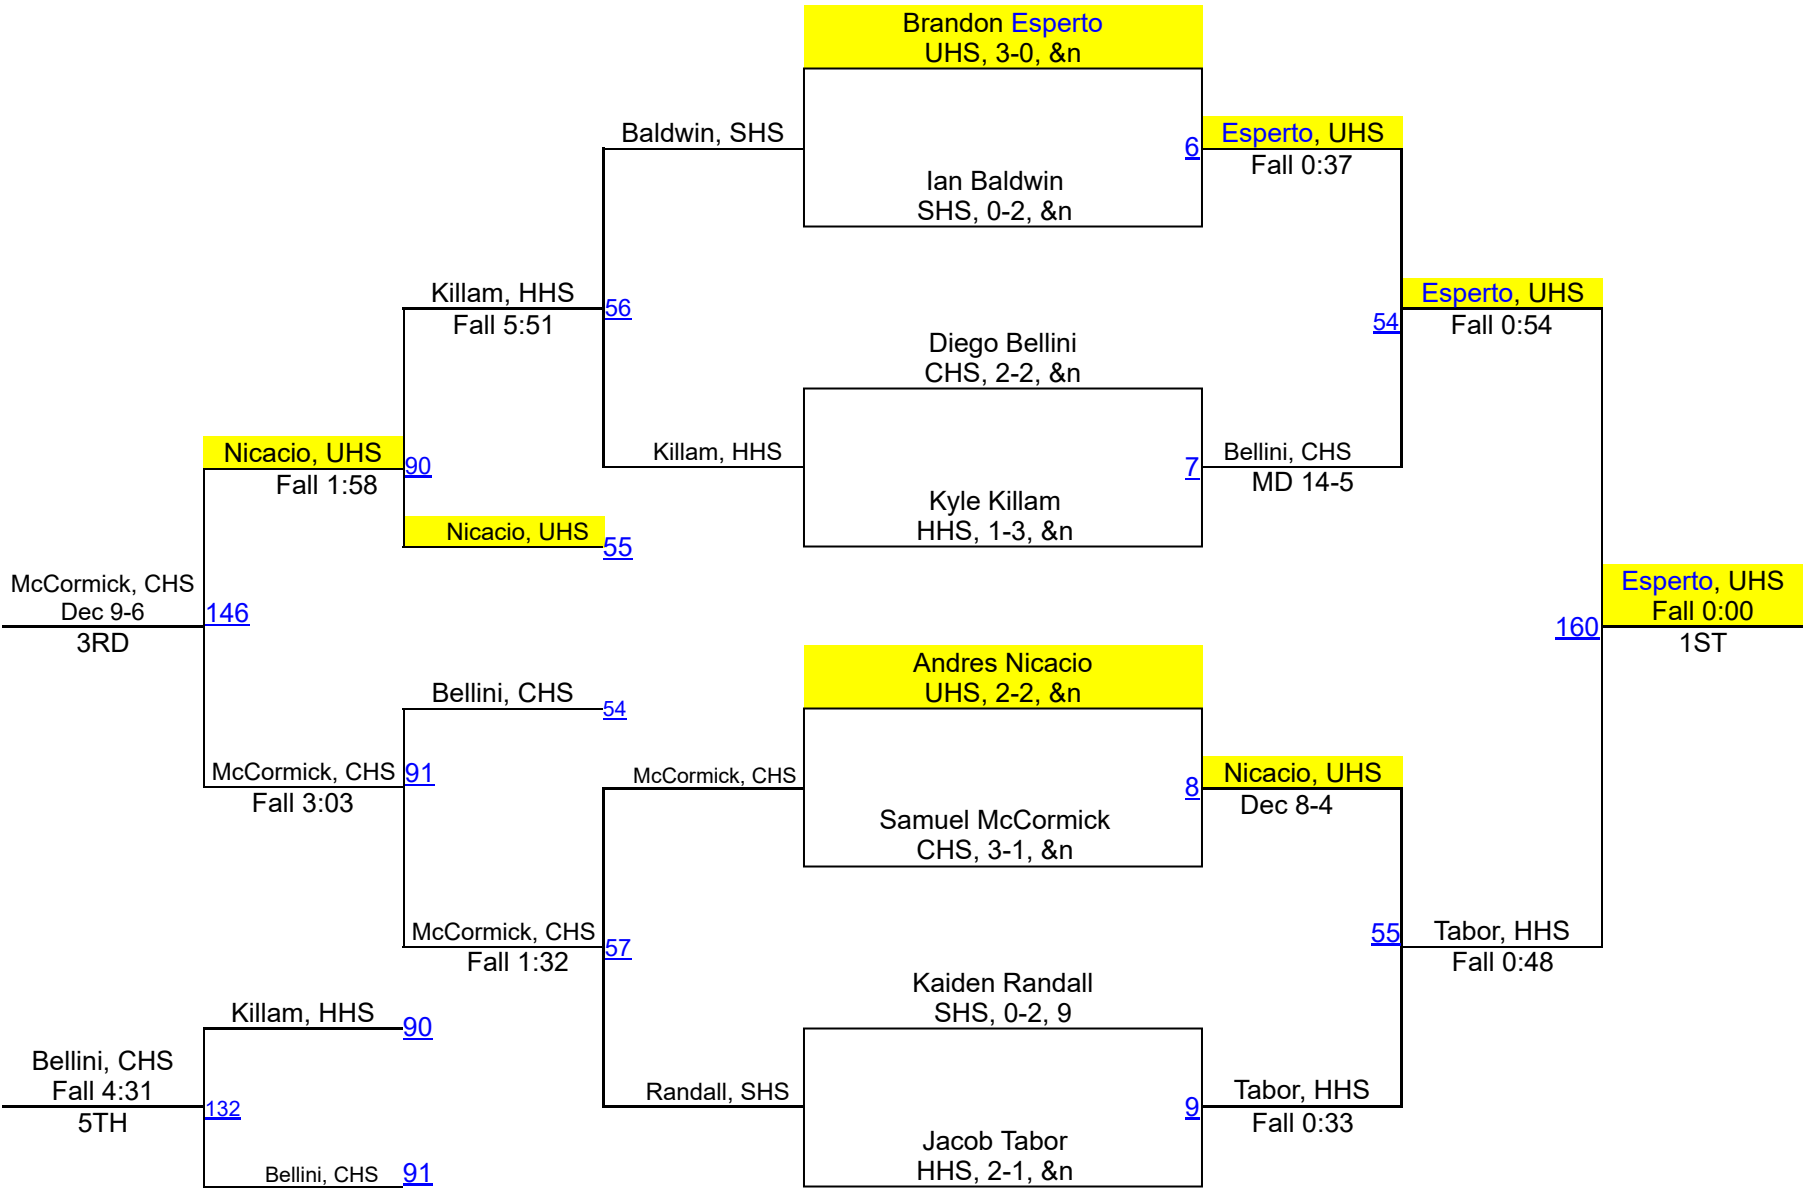 Brandon Esperto
UHS, 3-0, &n
Baldwin, SHS
6
Esperto, UHS
Fall 0:37
Ian Baldwin
SHS, 0-2, &n
Killam, HHS
Fall 5:51
56
54
Esperto, UHS
Fall 0:54
Diego Bellini
CHS, 2-2, &n
Nicacio, UHS
Fall 1:58
90
Killam, HHS
7
Bellini, CHS
MD 14-5
Kyle Killam
HHS, 1-3, &n
Nicacio, UHS
55
McCormick, CHS
Dec 9-6
3RD
146
160
Esperto, UHS
Fall 0:00
1ST
Andres Nicacio
UHS, 2-2, &n
Bellini, CHS
54
McCormick, CHS
Fall 3:03
91
McCormick, CHS
8
Nicacio, UHS
Dec 8-4
Samuel McCormick
CHS, 3-1, &n
McCormick, CHS
Fall 1:32
57
55
Tabor, HHS
Fall 0:48
Kaiden Randall
SHS, 0-2, 9
Killam, HHS
90
Bellini, CHS
Fall 4:31
5TH
132
Randall, SHS
9
Tabor, HHS
Fall 0:33
Jacob Tabor
HHS, 2-1, &n
Bellini, CHS
91